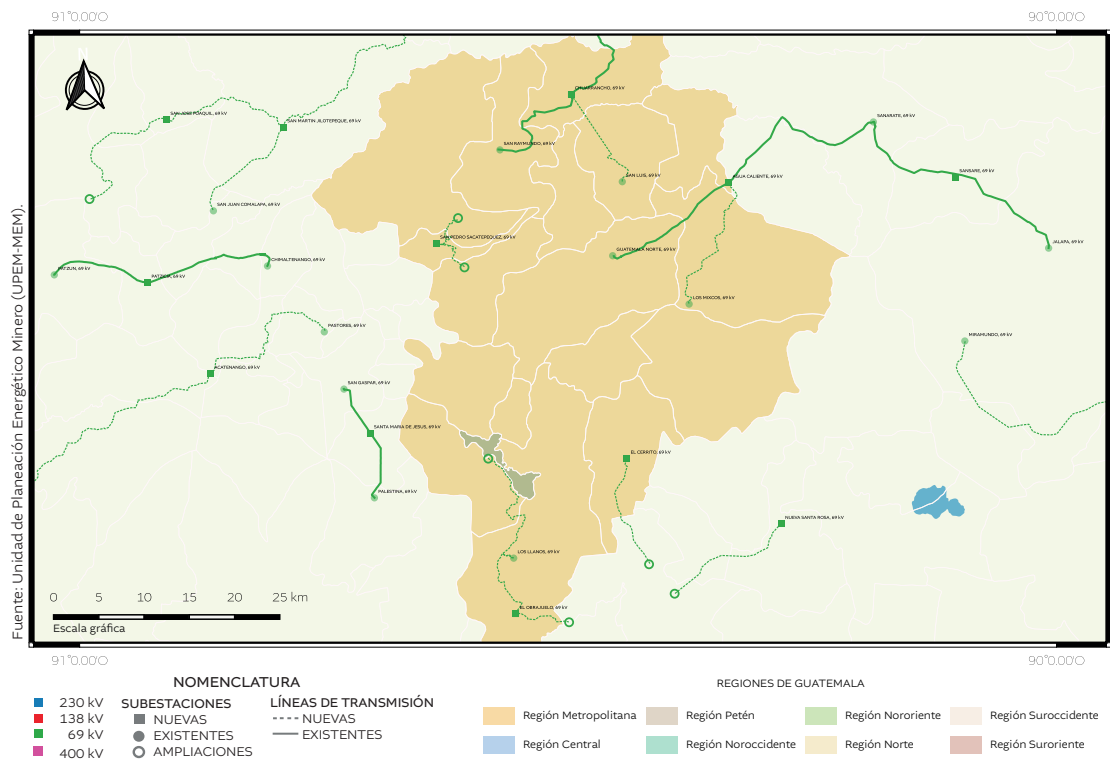 91°0.00'O
90°0.00'O
N
CHUARRANCHO, 69 kV
SAN JOSE POAQUIL, 69 kV
SAN MARTIN JILOTEPEQUE, 69 kV
SANARATE, 69 kV
SAN RAYMUNDO, 69 kV
SAN LUIS, 69 kV
AGUA CALIENTE, 69 kV
SANSARE, 69 kV
SAN JUAN COMALAPA, 69 kV
SAN PEDRO SACATEPEQUEZ, 69 kV
JALAPA, 69 kV
GUATEMALA NORTE, 69 kV
CHIMALTENANGO, 69 kV
PATZUN, 69 kV
PATZICIA, 69 kV
LOS MIXCOS, 69 kV
PASTORES, 69 kV
MIRAMUNDO, 69 kV
ACATENANGO, 69 kV
SAN GASPAR, 69 kV
SANTA MARIA DE JESUS, 69 kV
EL CERRITO, 69 kV
PALESTINA, 69 kV
NUEVA SANTA ROSA, 69 kV
LOS LLANOS, 69 kV
EL OBRAJUELO, 69 kV
0 5 10 15 20 25 km
Escala gráfica
Fuente: Unidad de Planeación Energético Minero (UPEM-MEM).
91°0.00'O
90°0.00'O
NOMENCLATURA
230 kV
138 kV
69 kV
400 kV
SUBESTACIONES
NUEVAS
EXISTENTES
AMPLIACIONES
LÍNEAS DE TRANSMISIÓN
NUEVAS
EXISTENTES
REGIONES DE GUATEMALA
Región Metropolitana
Región Petén
Región Nororiente
Región Suroccidente
Región Central
Región Noroccidente
Región Norte
Región Suroriente